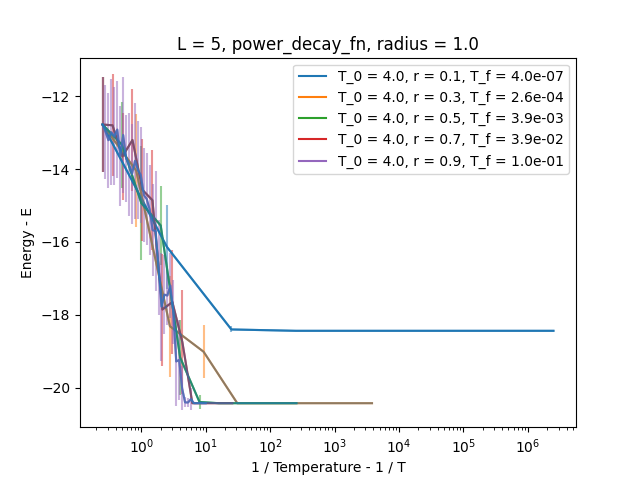 L = 5, power_decay_fn, radius = 1.0
T_0 = 4.0, r = 0.1, T_f = 4.0e-07
T_0 = 4.0, r = 0.3, T_f = 2.6e-04
T_0 = 4.0, r = 0.5, T_f = 3.9e-03
T_0 = 4.0, r = 0.7, T_f = 3.9e-02
T_0 = 4.0, r = 0.9, T_f = 1.0e-01
Energy - E
−12
−14
−16
−18
−20
10⁰ 10¹ 10² 10³ 10⁴ 10⁵ 10⁶
1 / Temperature - 1 / T